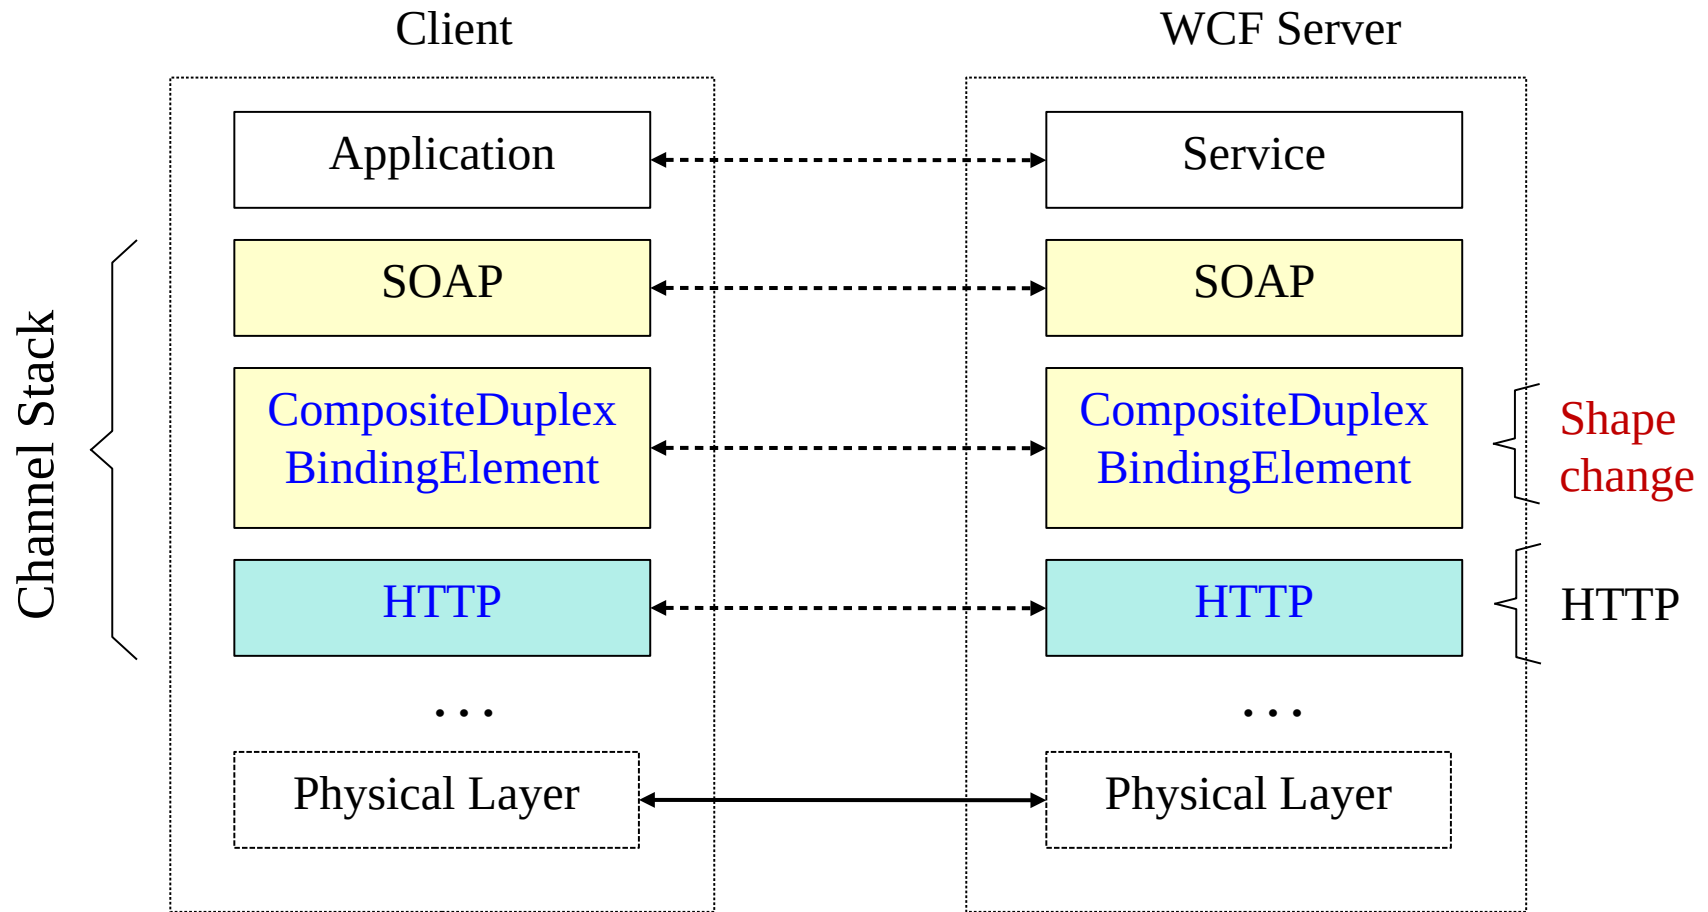 Client
WCF Server
Application
Service
SOAP
SOAP
Channel Stack
CompositeDuplex
BindingElement
CompositeDuplex
BindingElement
Shape
change
HTTP
HTTP
HTTP
...
...
Physical Layer
Physical Layer